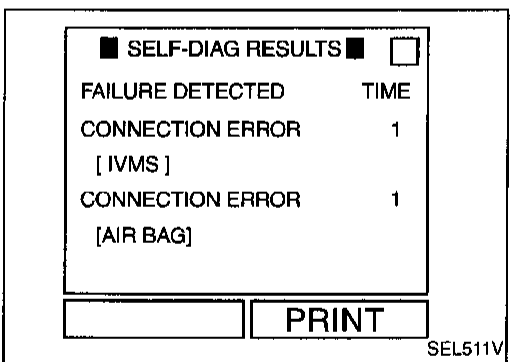 SELF-DIAG RESULTS
FAILURE DETECTED TIME
CONNECTION ERROR 1
[ IVMS ]
CONNECTION ERROR 1
[AIR BAG]
PRINT
SEL511V